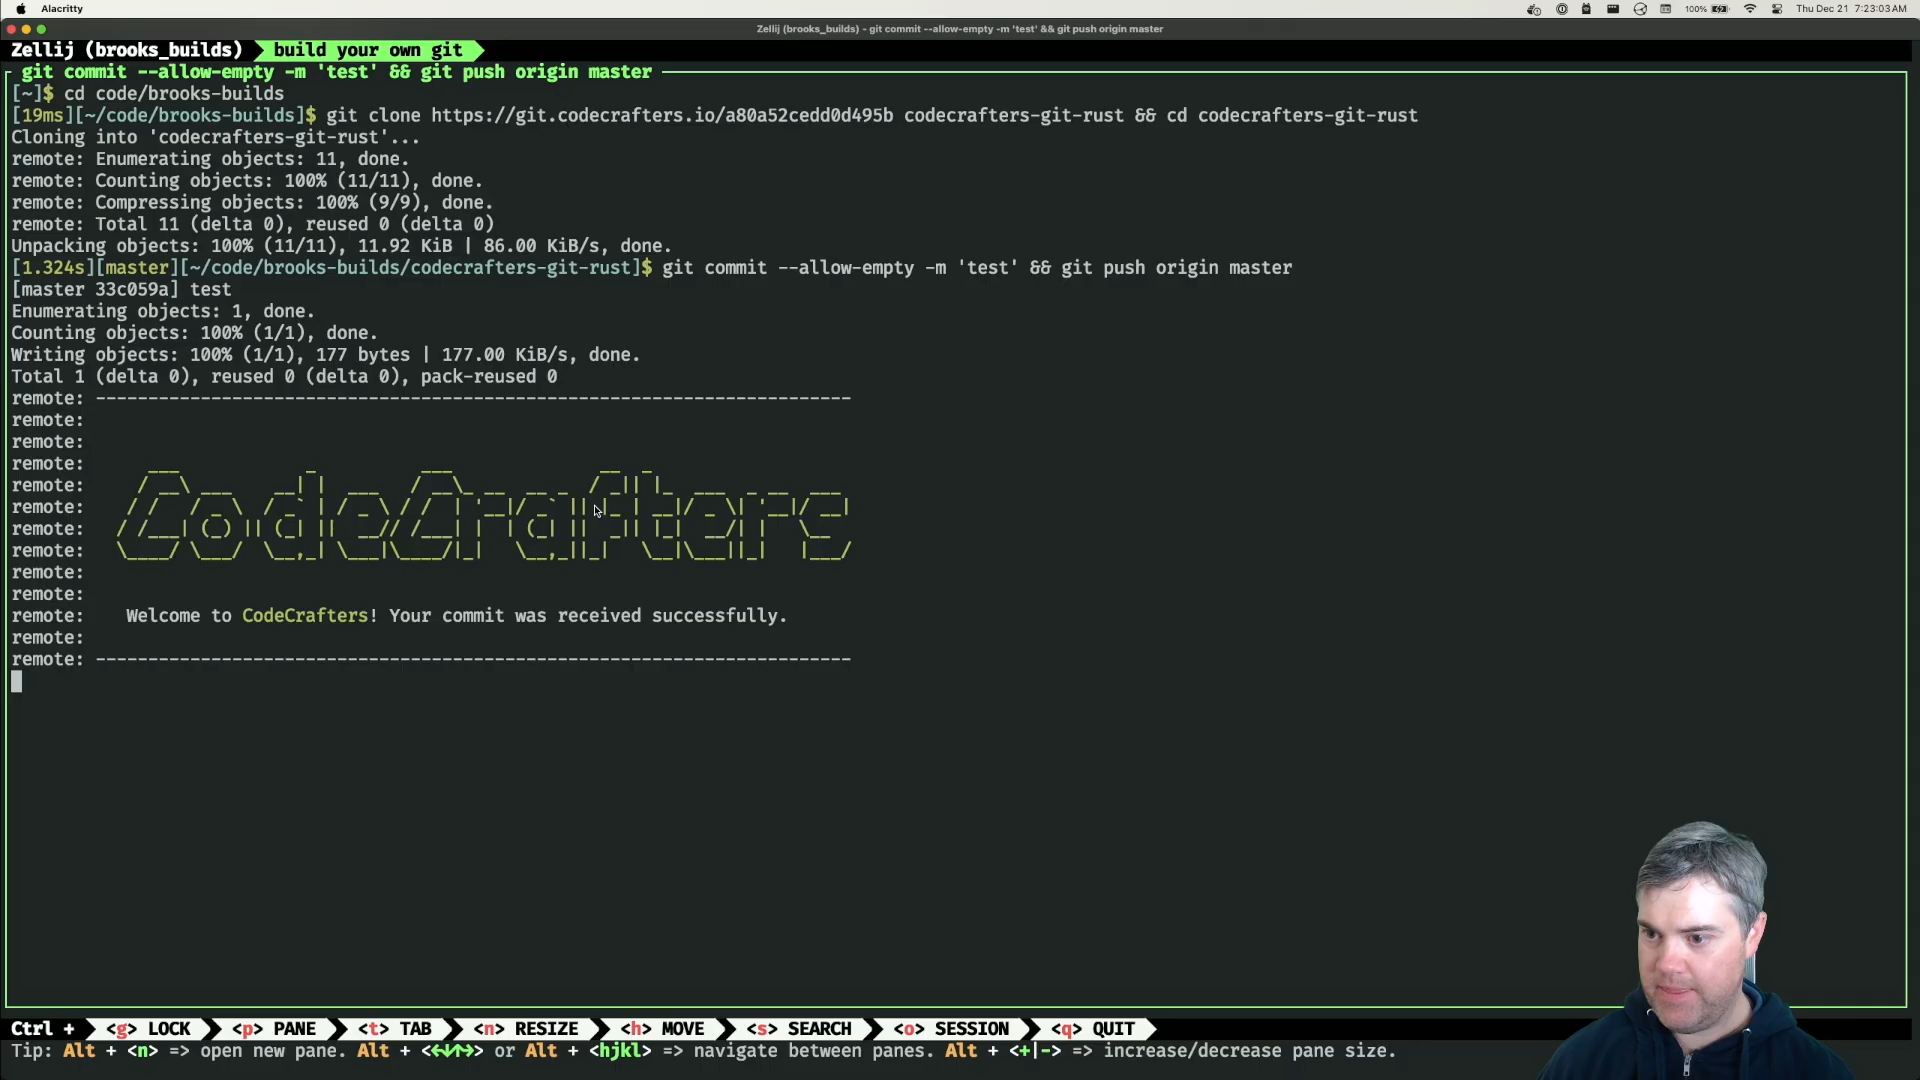 Alacritty
100%
Thu Dec 21 7:23:03 AM
Zellij (brooks_builds) - git commit --allow-empty -m 'test' && git push origin master
Zellij (brooks_builds) build your own git
git commit --allow-empty -m 'test' && git push origin master
[~]$ cd code/brooks-builds
[19ms][~/code/brooks-builds]$ git clone https://git.codecrafters.io/a80a52cedd0d495b codecrafters-git-rust && cd codecrafters-git-rust
Cloning into 'codecrafters-git-rust'...
remote: Enumerating objects: 11, done.
remote: Counting objects: 100% (11/11), done.
remote: Compressing objects: 100% (9/9), done.
remote: Total 11 (delta 0), reused 0 (delta 0)
Unpacking objects: 100% (11/11), 11.92 KiB | 86.00 KiB/s, done.
[1.324s][master][~/code/brooks-builds/codecrafters-git-rust]$ git commit --allow-empty -m 'test' && git push origin master
[master 33c059a] test
Enumerating objects: 1, done.
Counting objects: 100% (1/1), done.
Writing objects: 100% (1/1), 177 bytes | 177.00 KiB/s, done.
Total 1 (delta 0), reused 0 (delta 0), pack-reused 0
remote: ------------------------------------------------------------------------
remote:
remote:
remote:
remote:
remote: CodeCrafters
remote:
remote:
remote:
remote:
remote: Welcome to CodeCrafters! Your commit was received successfully.
remote:
remote: ------------------------------------------------------------------------
Ctrl + <g> LOCK <p> PANE <t> TAB <n> RESIZE <h> MOVE <s> SEARCH <o> SESSION <q> QUIT
Tip: Alt + <n> => open new pane. Alt + <←↓↑→> or Alt + <hjkl> => navigate between panes. Alt + <+|-> => increase/decrease pane size.